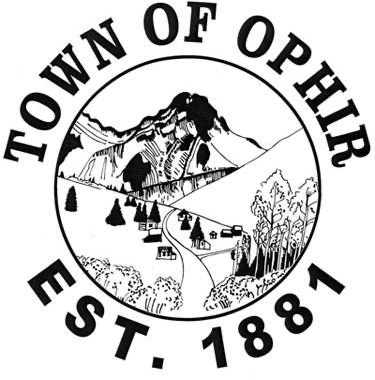 TOWN OF OPHIR
EST. 1881